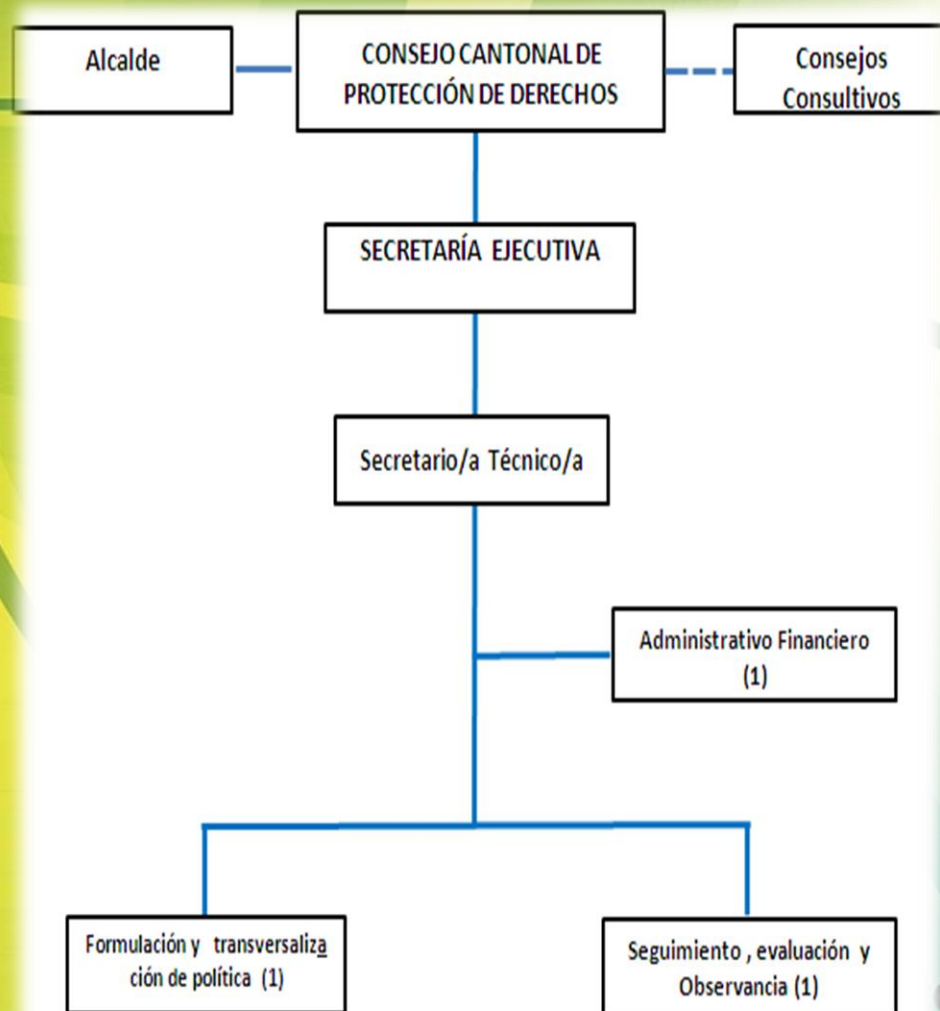 Alcalde
CONSEJO CANTONAL DE
PROTECCIÓN DE DERECHOS
Consejos
Consultivos
SECRETARÍA EJECUTIVA
Secretario/a Técnico/a
Administrativo Financiero
(1)
Formulación y transversaliza
ción de política (1)
Seguimiento , evaluación y
Observancia (1)